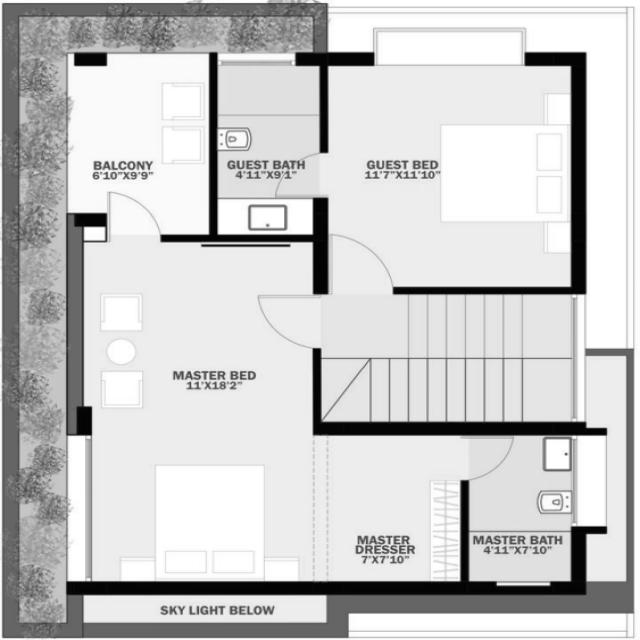 BALCONY
6'10"X9'9"
GUEST BATH
4'11"X9'1"
GUEST BED
11'7"X11'10"
MASTER BED
11'X18'2"
MASTER
DRESSER
7'X7'10"
MASTER BATH
4'11"X7'10"
SKY LIGHT BELOW